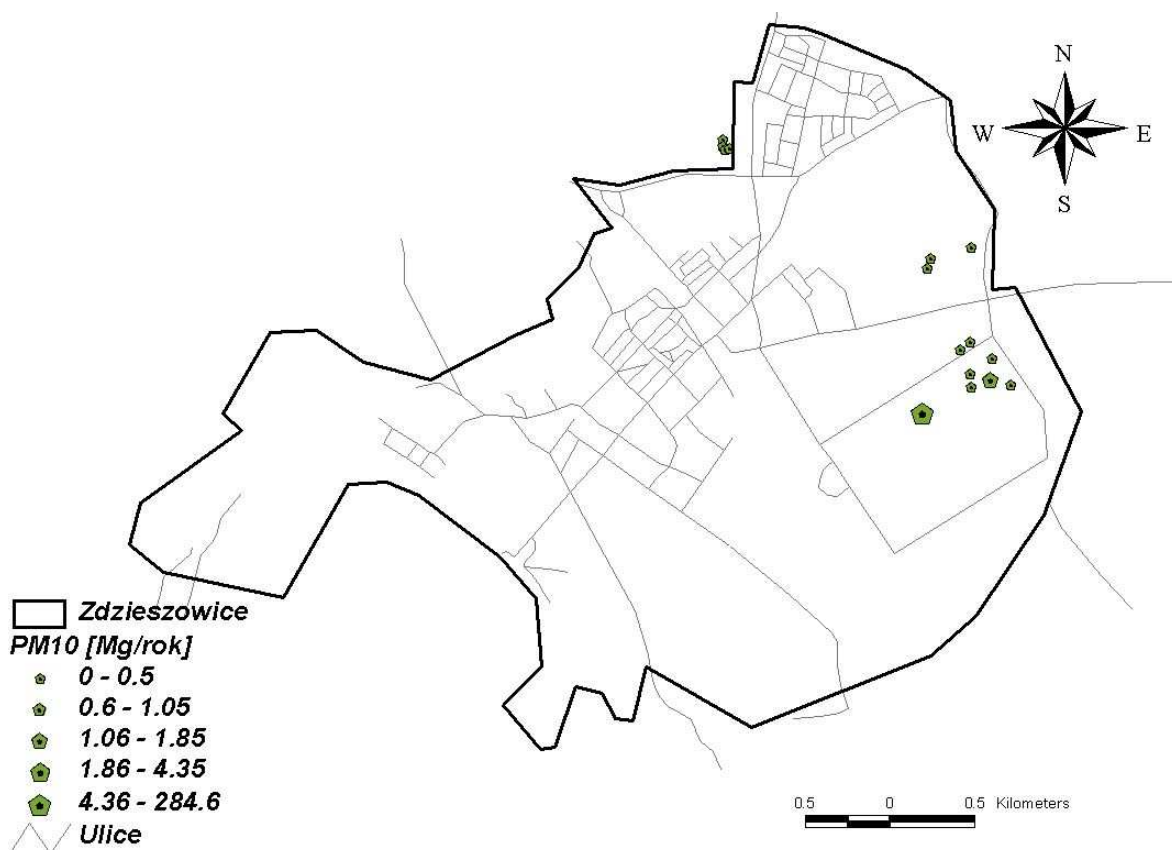 N
W E
S
Zdzieszowice
PM10 [Mg/rok]
0 - 0.5
0.6 - 1.05
1.06 - 1.85
1.86 - 4.35
4.36 - 284.6
Ulice
0.5 0 0.5 Kilometers